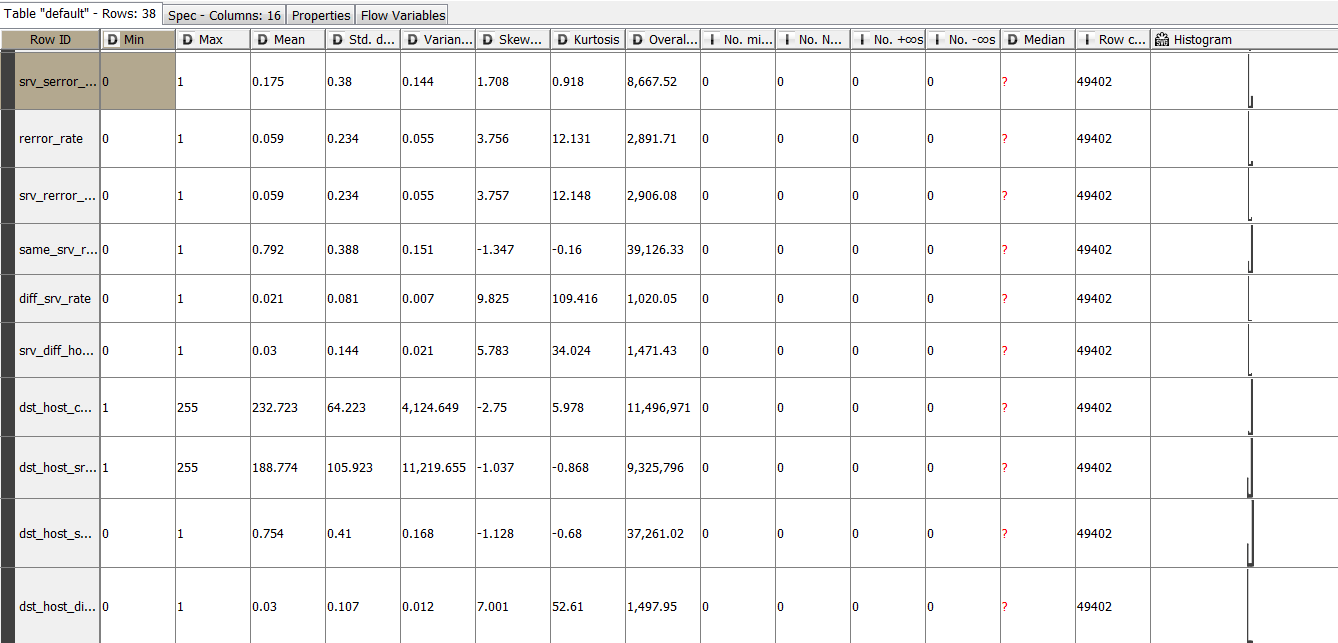 Table "default" - Rows: 38 Spec - Columns: 16 Properties Flow Variables
Row ID D Min D Max D Mean D Std. d... D Varian... D Skew... D Kurtosis D Overal... I No. mi... I No. N... I No. +∞s I No. -∞s D Median I Row c... SVG Histogram
srv_serror_... 0 1 0.175 0.38 0.144 1.708 0.918 8,667.52 0 0 0 0 ? 49402
rerror_rate 0 1 0.059 0.234 0.055 3.756 12.131 2,891.71 0 0 0 0 ? 49402
srv_rerror_... 0 1 0.059 0.234 0.055 3.757 12.148 2,906.08 0 0 0 0 ? 49402
same_srv_r... 0 1 0.792 0.388 0.151 -1.347 -0.16 39,126.33 0 0 0 0 ? 49402
diff_srv_rate 0 1 0.021 0.081 0.007 9.825 109.416 1,020.05 0 0 0 0 ? 49402
srv_diff_ho... 0 1 0.03 0.144 0.021 5.783 34.024 1,471.43 0 0 0 0 ? 49402
dst_host_c... 1 255 232.723 64.223 4,124.649 -2.75 5.978 11,496,971 0 0 0 0 ? 49402
dst_host_sr... 1 255 188.774 105.923 11,219.655 -1.037 -0.868 9,325,796 0 0 0 0 ? 49402
dst_host_s... 0 1 0.754 0.41 0.168 -1.128 -0.68 37,261.02 0 0 0 0 ? 49402
dst_host_di... 0 1 0.03 0.107 0.012 7.001 52.61 1,497.95 0 0 0 0 ? 49402